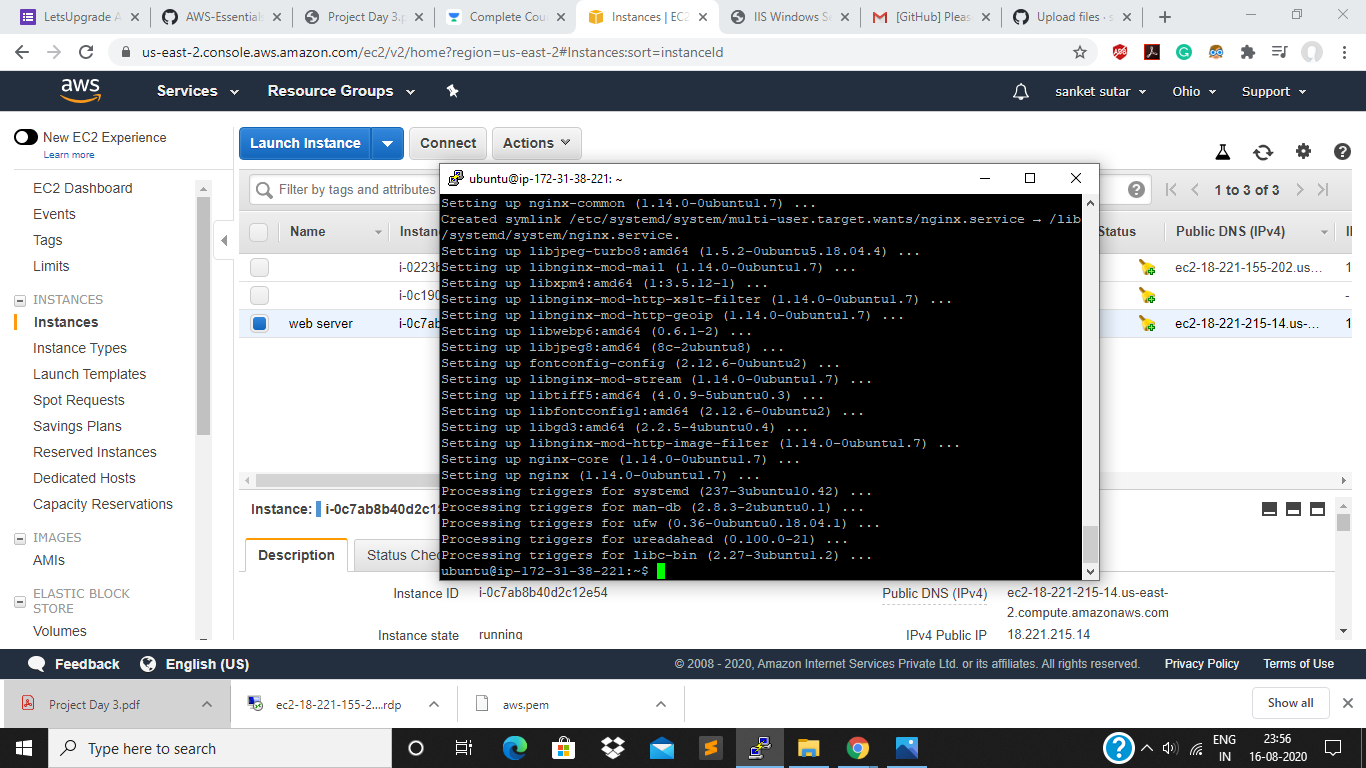 LetsUpgrade A
AWS-Essential
Project Day 3.p
Complete Cou
Instances | EC2
IIS Windows Se
[GitHub] Pleas
Upload files · s
us-east-2.console.aws.amazon.com/ec2/v2/home?region=us-east-2#Instances:sort=instanceId
aws
Services
Resource Groups
sanket sutar
Ohio
Support
New EC2 Experience
Learn more
Launch Instance
Connect
Actions
EC2 Dashboard
Events
Tags
Limits
INSTANCES
Instances
Instance Types
Launch Templates
Spot Requests
Savings Plans
Reserved Instances
Dedicated Hosts
Capacity Reservations
IMAGES
AMIs
ELASTIC BLOCK
STORE
Volumes
Filter by tags and attributes
1 to 3 of 3
Name
Instan
Status
Public DNS (IPv4)
i-0223b
ec2-18-221-155-202.us...
i-0c190
-
web server
i-0c7ab
ec2-18-221-215-14.us-...
ubuntu@ip-172-31-38-221: ~
Setting up nginx-common (1.14.0-0ubuntu1.7) ...
Created symlink /etc/systemd/system/multi-user.target.wants/nginx.service → /lib
/systemd/system/nginx.service.
Setting up libjpeg-turbo8:amd64 (1.5.2-0ubuntu5.18.04.4) ...
Setting up libnginx-mod-mail (1.14.0-0ubuntu1.7) ...
Setting up libxpm4:amd64 (1:3.5.12-1) ...
Setting up libnginx-mod-http-xslt-filter (1.14.0-0ubuntu1.7) ...
Setting up libnginx-mod-http-geoip (1.14.0-0ubuntu1.7) ...
Setting up libwebp6:amd64 (0.6.1-2) ...
Setting up libjpeg8:amd64 (8c-2ubuntu8) ...
Setting up fontconfig-config (2.12.6-0ubuntu2) ...
Setting up libnginx-mod-stream (1.14.0-0ubuntu1.7) ...
Setting up libtiff5:amd64 (4.0.9-5ubuntu0.3) ...
Setting up libfontconfig1:amd64 (2.12.6-0ubuntu2) ...
Setting up libgd3:amd64 (2.2.5-4ubuntu0.4) ...
Setting up libnginx-mod-http-image-filter (1.14.0-0ubuntu1.7) ...
Setting up nginx-core (1.14.0-0ubuntu1.7) ...
Setting up nginx (1.14.0-0ubuntu1.7) ...
Processing triggers for systemd (237-3ubuntu10.42) ...
Processing triggers for man-db (2.8.3-2ubuntu0.1) ...
Processing triggers for ufw (0.36-0ubuntu0.18.04.1) ...
Processing triggers for ureadahead (0.100.0-21) ...
Processing triggers for libc-bin (2.27-3ubuntu1.2) ...
ubuntu@ip-172-31-38-221:~$
Instance: i-0c7ab8b40d2c12
Description
Status Chec
Instance ID
i-0c7ab8b40d2c12e54
Public DNS (IPv4)
ec2-18-221-215-14.us-east-
2.compute.amazonaws.com
Instance state
running
IPv4 Public IP
18.221.215.14
Feedback
English (US)
© 2008 - 2020, Amazon Internet Services Private Ltd. or its affiliates. All rights reserved.
Privacy Policy
Terms of Use
Project Day 3.pdf
ec2-18-221-155-2....rdp
aws.pem
Show all
Type here to search
ENG
IN
23:56
16-08-2020